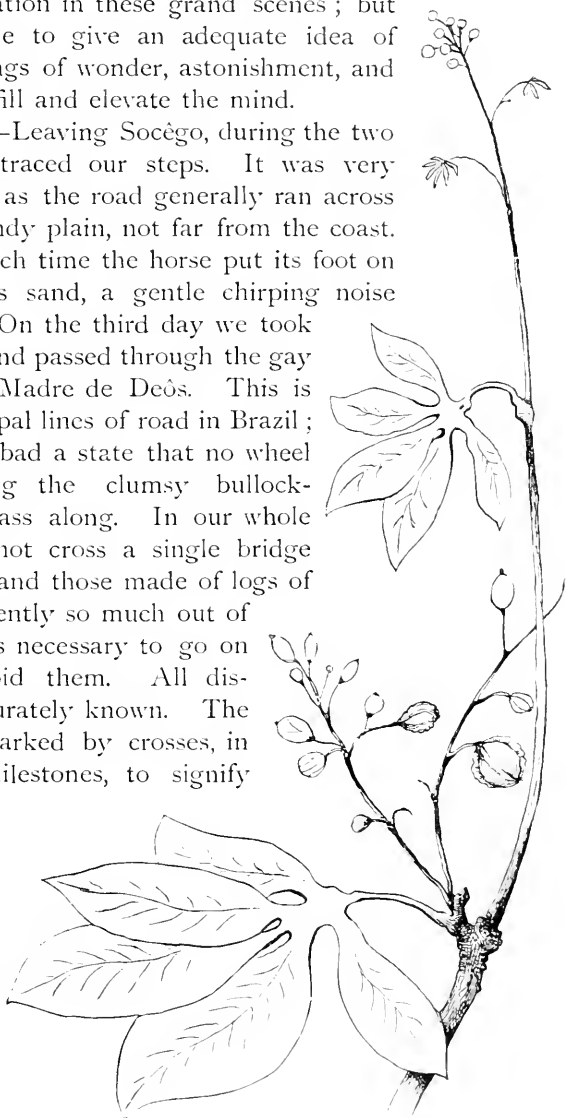 ation in these grand scenes ; but
e to give an adequate idea of
ngs of wonder, astonishment, and
fill and elevate the mind.
—Leaving Socêgo, during the two
traced our steps. It was very
as the road generally ran across
ndy plain, not far from the coast.
ch time the horse put its foot on
s sand, a gentle chirping noise
On the third day we took
nd passed through the gay
Madre de Deôs. This is
pal lines of road in Brazil ;
bad a state that no wheel
g the clumsy bullock-
ass along. In our whole
not cross a single bridge
and those made of logs of
ently so much out of
s necessary to go on
id them. All dis-
urately known. The
arked by crosses, in
ilestones, to signify